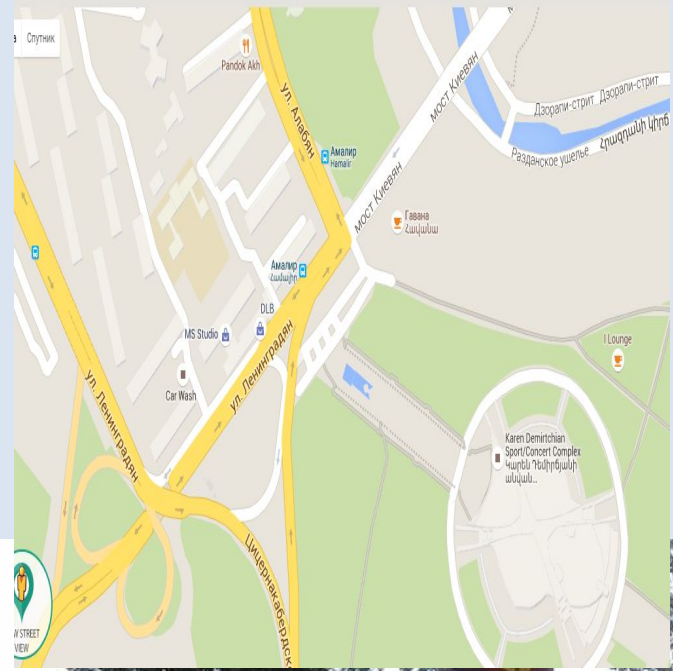 Спутник
Pandok Akh
ул. Алабян
мост Киевян
Дзорапи-стрит Дзорапи-стрит
Разданское ущелье
Амалир
Hamalir
мост Киевян
Гавана
Հավանա
Амалир
Համալիր
DLB
MS Studio
I Lounge
Car Wash
ул. Ленинградян
ул. Ленинградян
Karen Demirtchian
Sport/Concert Complex
Կարեն Դեմիրճյանի
անվան...
Цицернакабердск
W STREET
VIEW